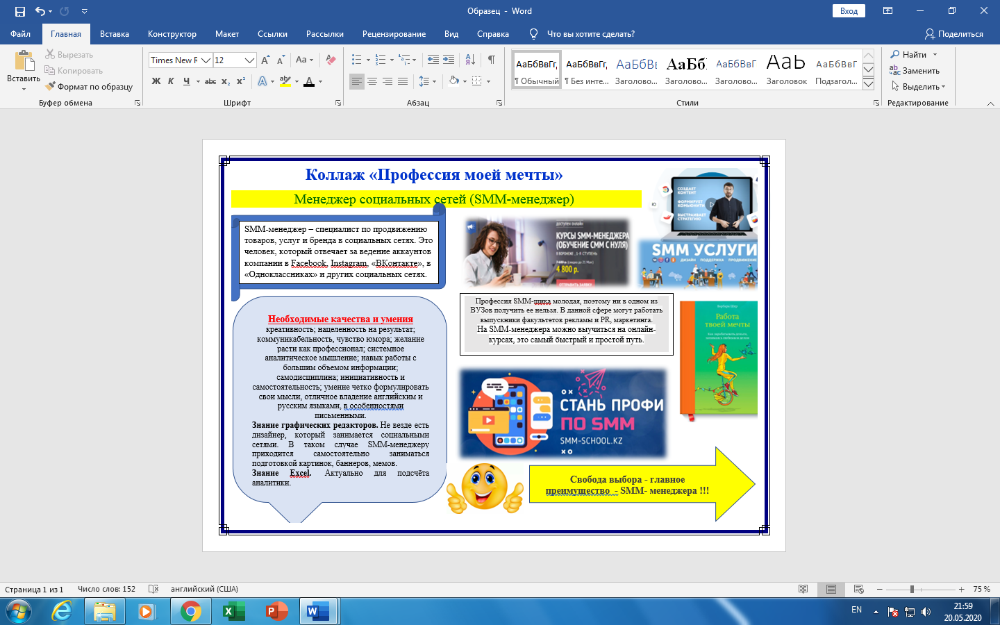 Образец - Word
Вход
Файл
Главная
Вставка
Конструктор
Макет
Ссылки
Рассылки
Рецензирование
Вид
Справка
Что вы хотите сделать?
Поделиться
Вставить
Вырезать
Копировать
Формат по образцу
Буфер обмена
Times New R
12
Шрифт
Абзац
АаБбВвГг,
АаБбВвГг,
АаБбВв
АаБб
АаБбВвГ
АаЬ
АаБбВвГ
¶ Обычный
¶ Без инте...
Заголово...
Заголово...
Заголово...
Заголовок
Подзагол...
Стили
Найти
Заменить
Выделить
Редактирование
Коллаж «Профессия моей мечты»
Менеджер социальных сетей (SMM-менеджер)
SMM-менеджер – специалист по продвижению
товаров, услуг и бренда в социальных сетях. Это
человек, который отвечает за ведение аккаунтов
компании в Facebook, Instagram, «ВКонтакте», в
«Одноклассниках» и других социальных сетях.
ДОСТУПЕН ОНЛАЙН
КУРСЫ SMM-МЕНЕДЖЕРА
(ОБУЧЕНИЕ СММ С НУЛЯ)
В ВОРОНЕЖЕ, 1-Я СТУПЕНЬ
4 800 р.
ОТПРАВИТЬ ЗАЯВКУ
СОЗДАЕТ
КОНТЕНТ
ФОРМИРУЕТ
КОМЬЮНИТИ
ВЫСТРАИВАЕТ
СТРАТЕГИЮ
SMM УСЛУГИ
ДИЗАЙН ПОДДЕРЖКА ПРОДВИЖЕНИЕ
Необходимые качества и умения
креативность; нацеленность на результат;
коммуникабельность, чувство юмора; желание
расти как профессионал; системное
аналитическое мышление; навык работы с
большим объемом информации;
самодисциплина; инициативность и
самостоятельность; умение четко формулировать
свои мысли, отличное владение английским и
русским языками, в особенностями
письменными.
Знание графических редакторов. Не везде есть
дизайнер, который занимается социальными
сетями. В таком случае SMM-менеджеру
приходится самостоятельно заниматься
подготовкой картинок, баннеров, мемов.
Знание Excel. Актуально для подсчёта
аналитики.
Профессия SMM-щика молодая, поэтому ни в одном из
ВУЗов получить ее нельзя. В данной сфере могут работать
выпускники факультетов рекламы и PR, маркетинга.
На SMM-менеджера можно выучиться на онлайн-
курсах, это самый быстрый и простой путь.
Барбара Шер
Работа
твоей мечты
СТАНЬ ПРОФИ
ПО SMM
SMM-SCHOOL.KZ
Свобода выбора - главное
преимущество - SMM- менеджера !!!
Страница 1 из 1
Число слов: 152
английский (США)
75 %
EN
21:59
20.05.2020